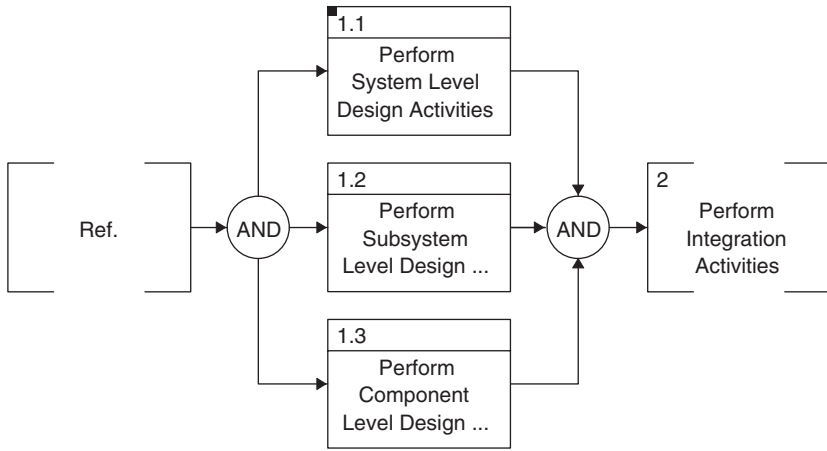 1.1
Perform
System Level
Design Activities
Ref.
AND
1.2
Perform
Subsystem
Level Design ...
AND
2
Perform
Integration
Activities
1.3
Perform
Component
Level Design ...